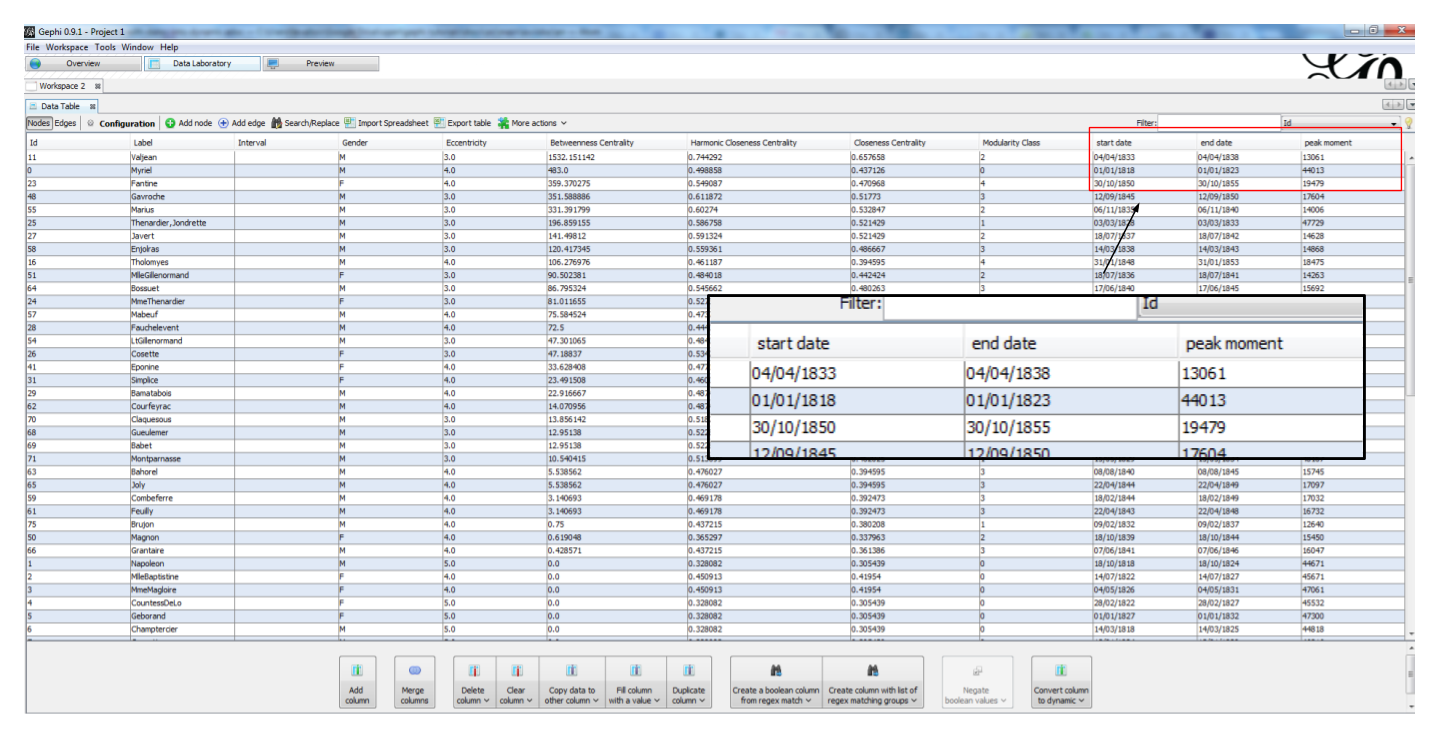 Gephi 0.9.1 - Project 1
File Workspace Tools Window Help
Overview Data Laboratory Preview
Workspace 2
Data Table
Nodes Edges Configuration Add node Add edge Search/Replace Import Spreadsheet Export table More actions Filter: Id
Id Label Interval Gender Eccentricity Betweenness Centrality Harmonic Closeness Centrality Closeness Centrality Modularity Class start date end date peak moment
11 Valjean M 3.0 1532.151142 0.744292 0.657658 2 04/04/1833 04/04/1838 13061
0 Myriel M 4.0 483.0 0.498858 0.437126 0 01/01/1818 01/01/1823 44013
23 Fantine F 3.0 359.370275 0.549087 0.470968 4 30/10/1850 30/10/1855 19479
48 Gavroche M 3.0 351.588886 0.611872 0.51773 3 12/09/1845 12/09/1850 17604
55 Marius M 3.0 331.391799 0.60274 0.532847 2 06/11/1835 06/11/1840 14006
25 Thenardier,Jondrette M 3.0 196.859155 0.586758 0.521429 1 03/03/1828 03/03/1833 47729
27 Javert M 3.0 141.49812 0.591324 0.521429 2 18/07/1837 18/07/1842 14628
58 Enjolras M 3.0 120.417345 0.559361 0.486667 3 14/03/1838 14/03/1843 14868
16 Tholomyes M 4.0 106.276976 0.461187 0.394595 4 31/01/1848 31/01/1853 18475
51 MlleGillenormand F 3.0 90.502381 0.484018 0.442424 2 18/07/1836 18/07/1841 14263
64 Bossuet M 3.0 86.795324 0.545662 0.480263 3 17/06/1840 17/06/1845 15692
24 MmeThenardier F 3.0 81.011655
57 Mabeuf M 4.0 75.584524
28 Fauchelevent M 4.0 72.5
54 LtGillenormand M 3.0 47.301065
26 Cosette F 3.0 47.18837
41 Eponine F 4.0 33.628408
31 Simplice F 4.0 23.491508
29 Bamatabois M 4.0 22.916667
62 Courfeyrac M 4.0 14.070956
70 Claquesous M 3.0 13.856142
68 Gueulemer M 3.0 12.95138
69 Babet M 3.0 12.95138
71 Montparnasse M 3.0 10.540415
Filter: Id
start date end date peak moment
04/04/1833 04/04/1838 13061
01/01/1818 01/01/1823 44013
30/10/1850 30/10/1855 19479
12/09/1845 12/09/1850 17604
63 Bahorel M 4.0 5.538562 0.476027 0.394595 3 08/08/1840 08/08/1845 15745
65 Joly M 4.0 5.538562 0.476027 0.394595 3 22/04/1844 22/04/1849 17097
59 Combeferre M 4.0 3.140693 0.469178 0.392473 3 18/02/1844 18/02/1849 17032
61 Feuilly M 4.0 3.140693 0.469178 0.392473 3 22/04/1843 22/04/1848 16732
75 Brujon M 4.0 0.75 0.437215 0.380208 1 09/02/1832 09/02/1837 12640
50 Magnon F 4.0 0.619048 0.365297 0.337963 2 18/10/1839 18/10/1844 15450
66 Grantaire M 4.0 0.428571 0.437215 0.361386 3 07/06/1841 07/06/1846 16047
1 Napoleon M 5.0 0.0 0.328082 0.305439 0 18/10/1818 18/10/1824 44671
2 MlleBaptistine F 4.0 0.0 0.450913 0.41954 0 14/07/1822 14/07/1827 45671
3 MmeMagloire F 4.0 0.0 0.450913 0.41954 0 04/05/1826 04/05/1831 47061
4 CountessDeLo F 5.0 0.0 0.328082 0.305439 0 28/02/1822 28/02/1827 45532
5 Geborand F 5.0 0.0 0.328082 0.305439 0 01/01/1827 01/01/1832 47300
6 Champtercier M 5.0 0.0 0.328082 0.305439 0 14/03/1818 14/03/1825 44818
Add column Merge columns Delete column Clear column Copy data to other column Fill column with a value Duplicate column Create a boolean column from regex match Create column with list of regex matching groups Negate boolean values Convert column to dynamic